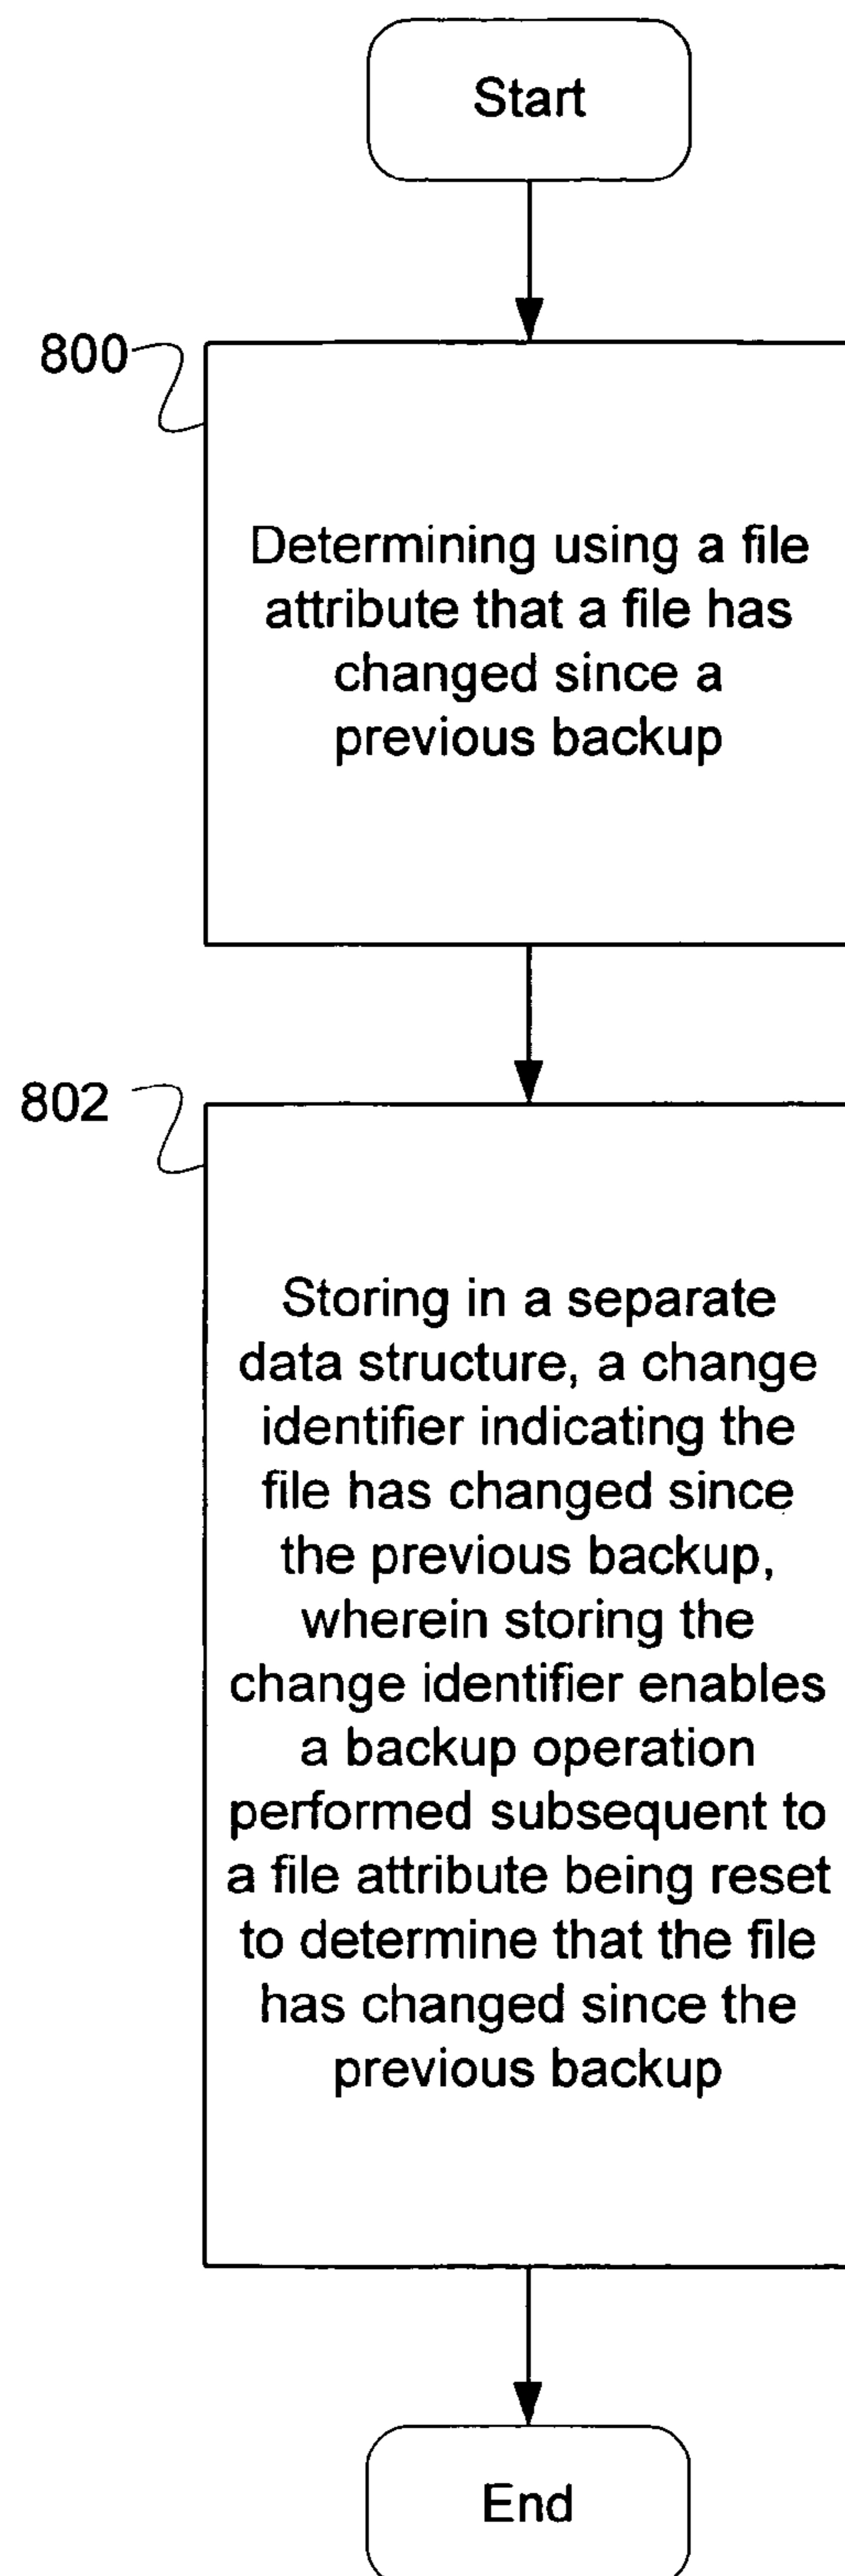 Start
800
Determining using a file
attribute that a file has
changed since a
previous backup
802
Storing in a separate
data structure, a change
identifier indicating the
file has changed since
the previous backup,
wherein storing the
change identifier enables
a backup operation
performed subsequent to
a file attribute being reset
to determine that the file
has changed since the
previous backup
End